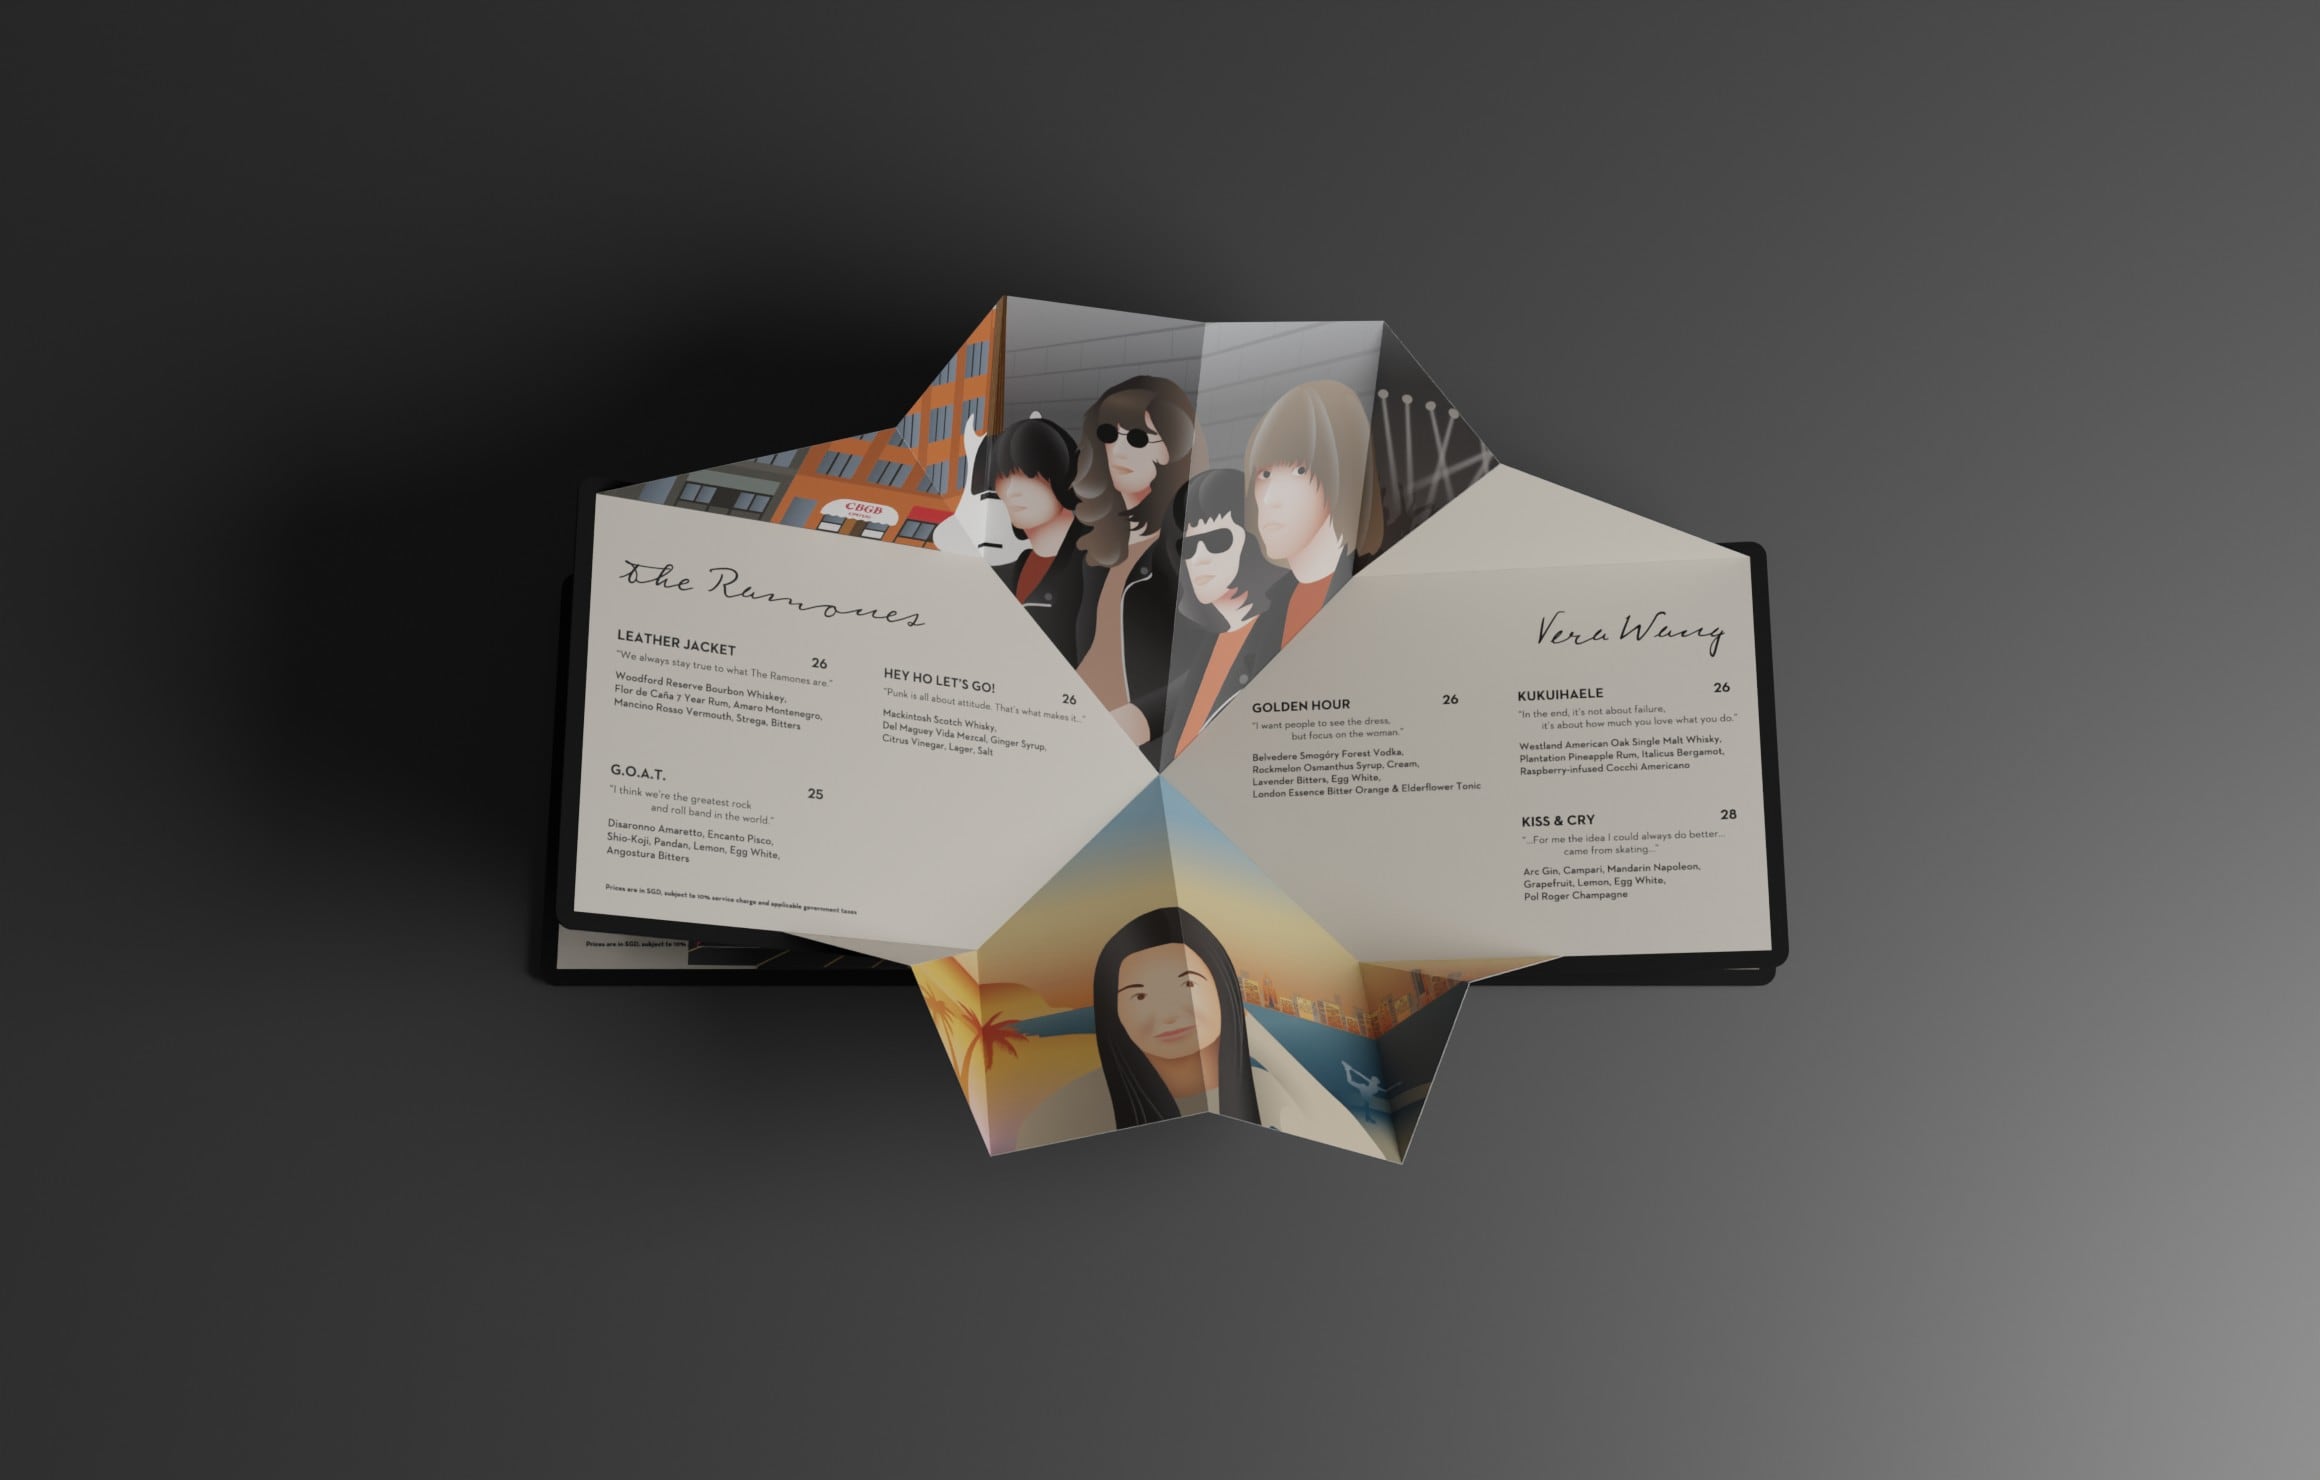 CBGB
The Ramones
LEATHER JACKET 26
"We always stay true to what The Ramones are."
Woodford Reserve Bourbon Whiskey,
Flor de Caña 7 Year Rum, Amaro Montenegro,
Mancino Rosso Vermouth, Strega, Bitters
G.O.A.T. 25
"I think we're the greatest rock
and roll band in the world."
Disaronno Amaretto, Encanto Pisco,
Shio-Koji, Pandan, Lemon, Egg White,
Angostura Bitters
Prices are in SGD, subject to 10% service charge and applicable government taxes
Prices are in SGD, subject to 10%
HEY HO LET'S GO! 26
"Punk is all about attitude. That's what makes it..."
Mackintosh Scotch Whisky,
Del Maguey Vida Mezcal, Ginger Syrup,
Citrus Vinegar, Lager, Salt
Vera Wang
GOLDEN HOUR 26
"I want people to see the dress,
but focus on the woman."
Belvedere Smogóry Forest Vodka,
Rockmelon Osmanthus Syrup, Cream,
Lavender Bitters, Egg White,
London Essence Bitter Orange & Elderflower Tonic
KUKUIHAELE 26
"In the end, it's not about failure,
it's about how much you love what you do."
Westland American Oak Single Malt Whisky,
Plantation Pineapple Rum, Italicus Bergamot,
Raspberry-infused Cocchi Americano
KISS & CRY 28
"...For me the idea I could always do better...
came from skating..."
Arc Gin, Campari, Mandarin Napoleon,
Grapefruit, Lemon, Egg White,
Pol Roger Champagne